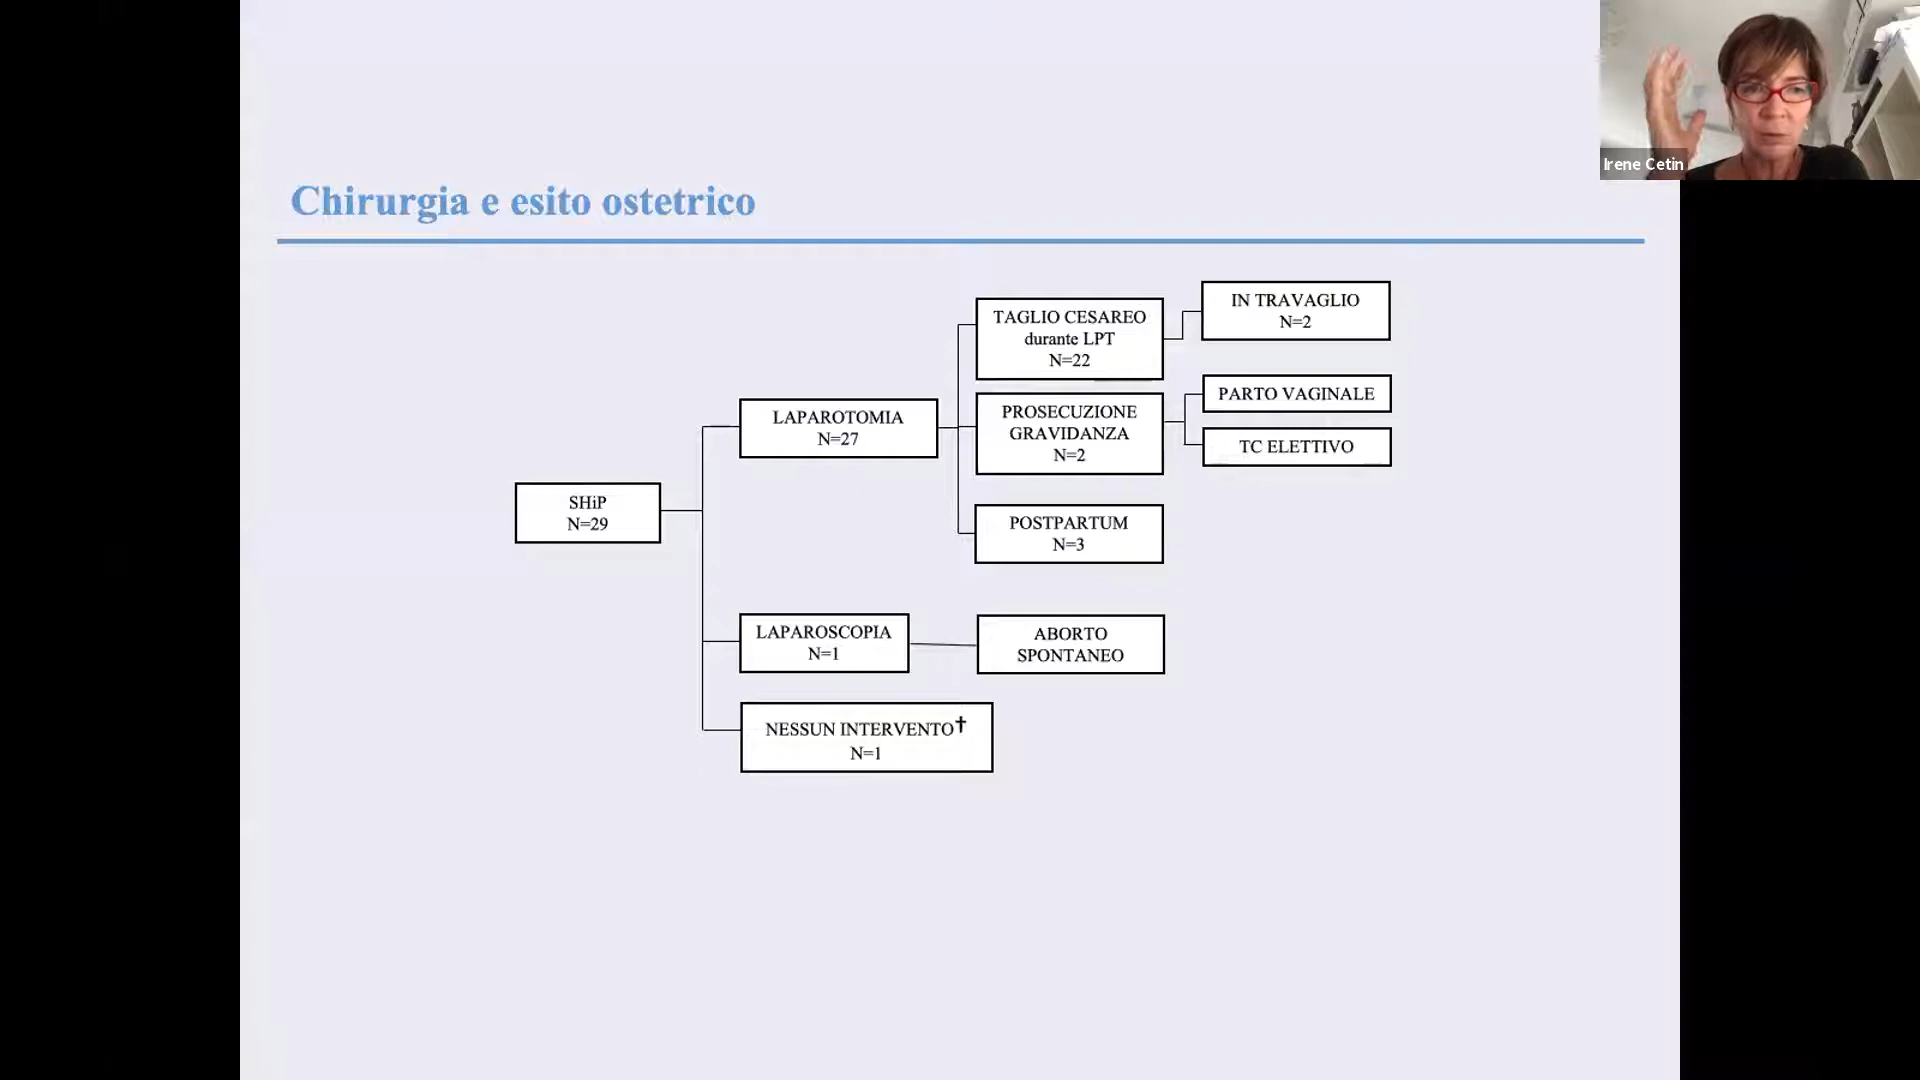 Irene Cetin
Chirurgia e esito ostetrico
IN TRAVAGLIO
N=2
TAGLIO CESAREO
durante LPT
N=22
PARTO VAGINALE
LAPAROTOMIA
N=27
PROSECUZIONE
GRAVIDANZA
N=2
TC ELETTIVO
SHiP
N=29
POSTPARTUM
N=3
LAPAROSCOPIA
N=1
ABORTO
SPONTANEO
NESSUN INTERVENTO✝
N=1